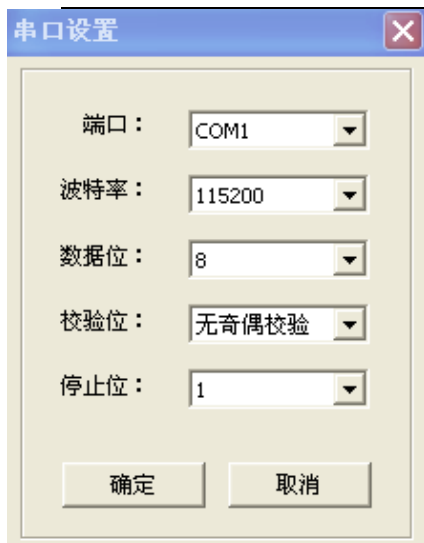 串口设置
端口： COM1
波特率： 115200
数据位： 8
校验位： 无奇偶校验
停止位： 1
确定 取消